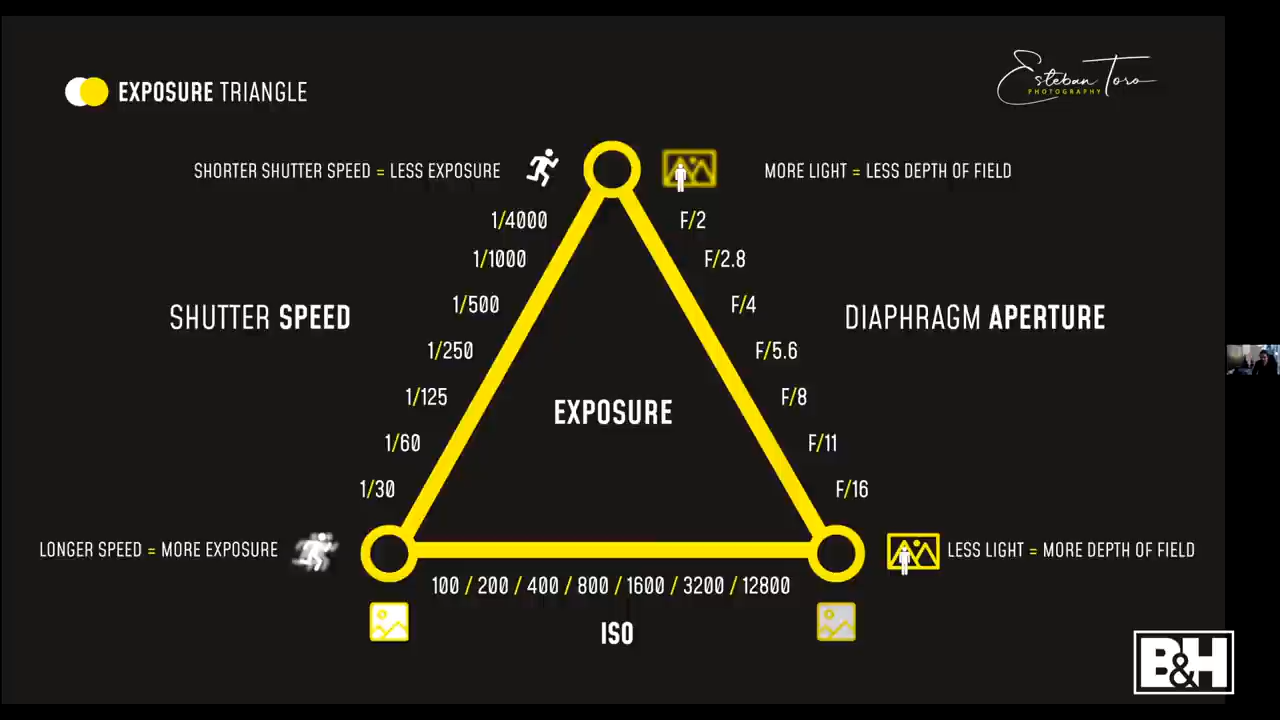 EXPOSURE TRIANGLE
Esteban Toro
PHOTOGRAPHY
SHORTER SHUTTER SPEED = LESS EXPOSURE
MORE LIGHT = LESS DEPTH OF FIELD
1/4000
F/2
1/1000
F/2.8
1/500
F/4
SHUTTER SPEED
DIAPHRAGM APERTURE
1/250
F/5.6
1/125
F/8
EXPOSURE
1/60
F/11
1/30
F/16
LONGER SPEED = MORE EXPOSURE
LESS LIGHT = MORE DEPTH OF FIELD
100 / 200 / 400 / 800 / 1600 / 3200 / 12800
ISO
B&H